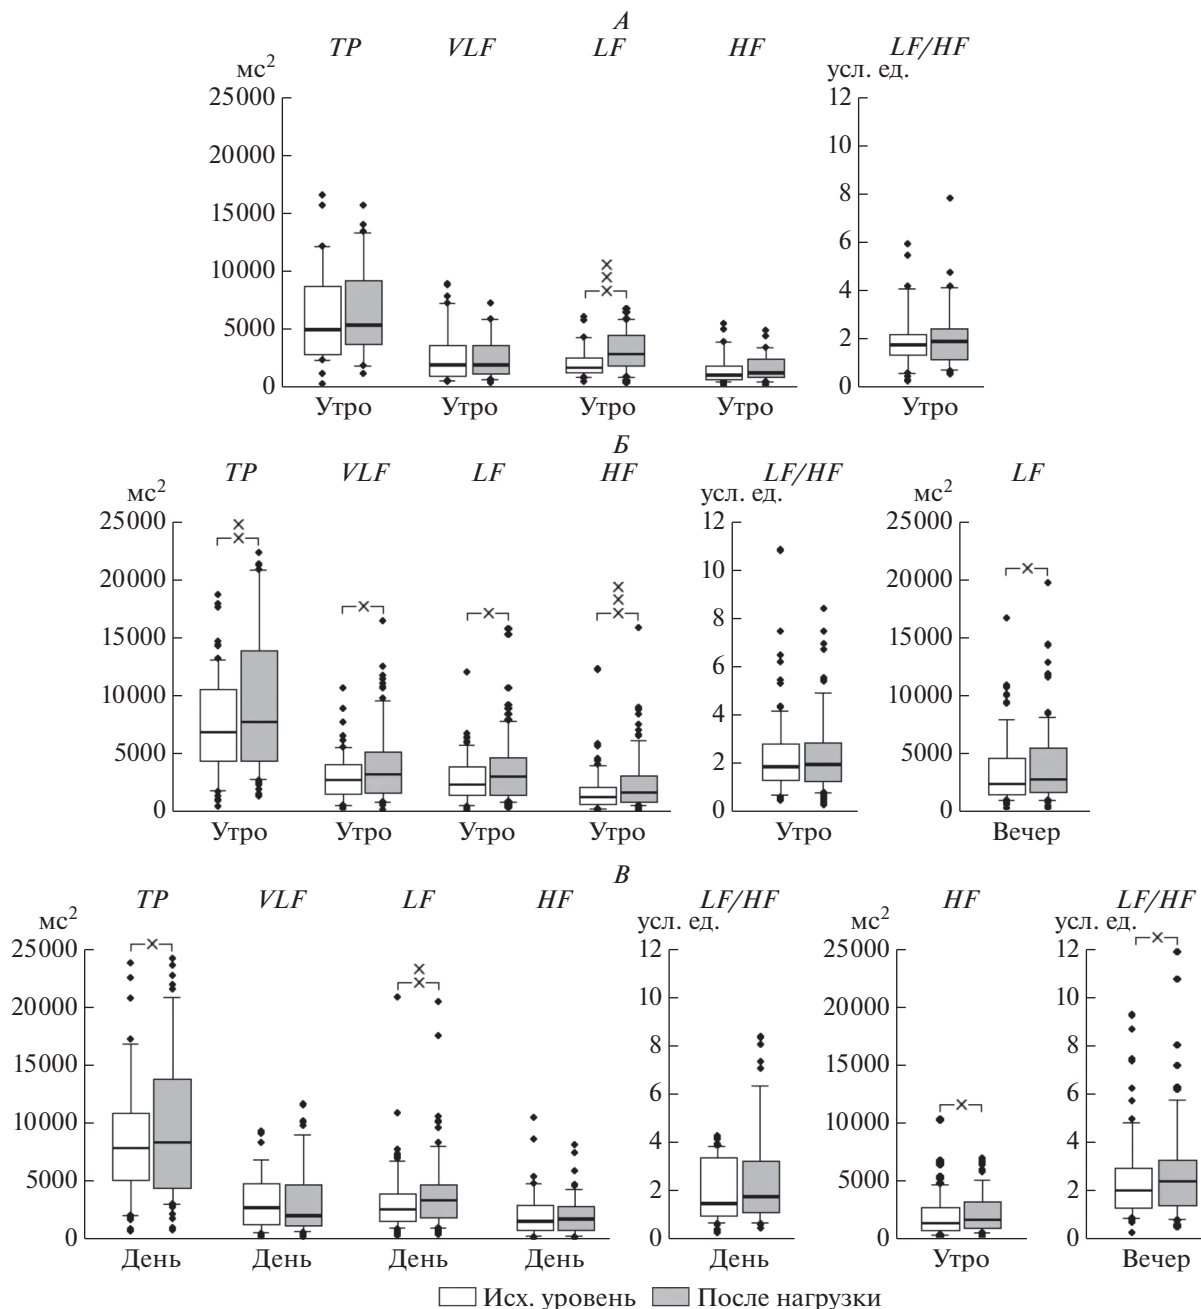 А
TP VLF LF HF LF/HF
мс² усл. ед.
25000 12
20000 10
15000 8
10000 6
5000 4
0 2
0
Утро Утро Утро Утро Утро
Б
TP VLF LF HF LF/HF LF
мс² усл. ед. мс²
25000 12 25000
20000 10 20000
15000 8 15000
10000 6 10000
5000 4 5000
0 2 0
0
Утро Утро Утро Утро Утро Вечер
В
TP VLF LF HF LF/HF HF LF/HF
мс² усл. ед. мс² усл. ед.
25000 12 25000 12
20000 10 20000 10
15000 8 15000 8
10000 6 10000 6
5000 4 5000 4
0 2 0 2
0 0
День День День День День Утро Вечер
Исх. уровень После нагрузки